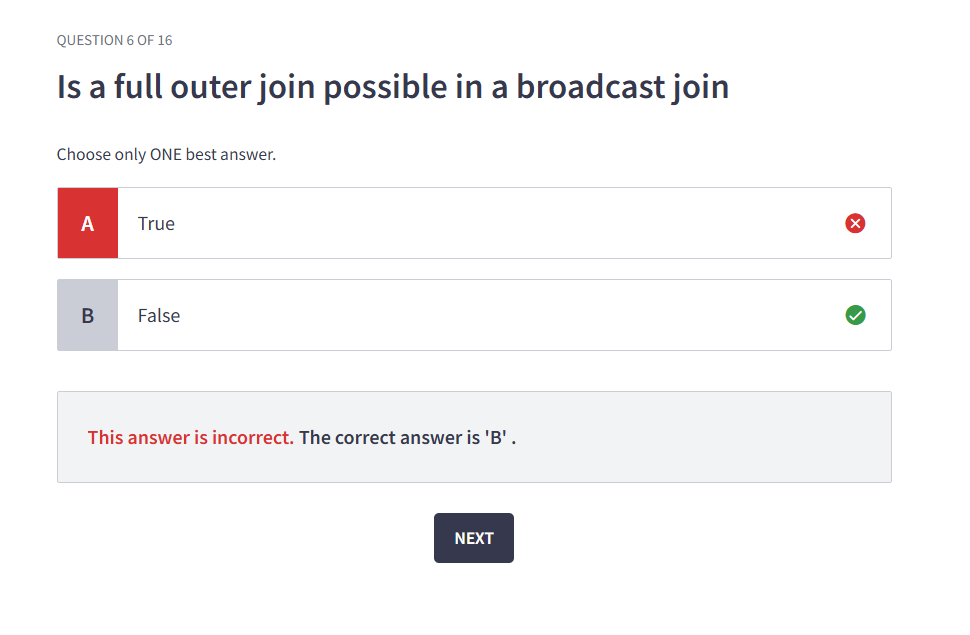 QUESTION 6 OF 16
Is a full outer join possible in a broadcast join
Choose only ONE best answer.
A True
B False
This answer is incorrect. The correct answer is 'B' .
NEXT